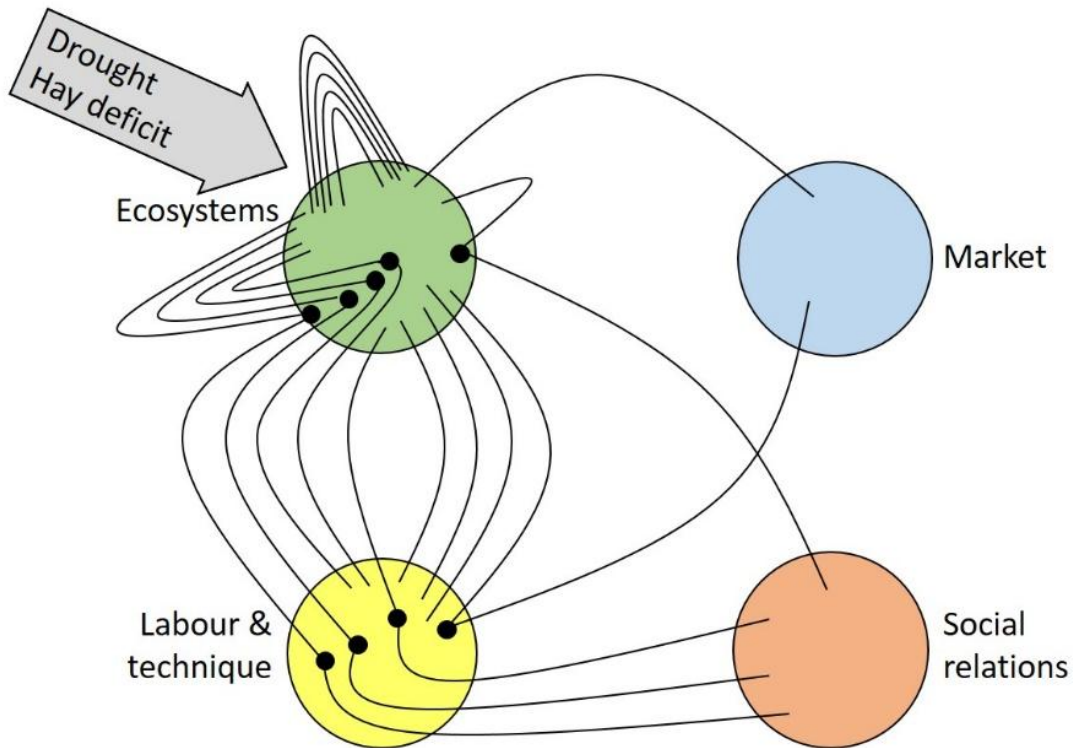 Drought
Hay deficit
Ecosystems
Market
Labour &
technique
Social
relations